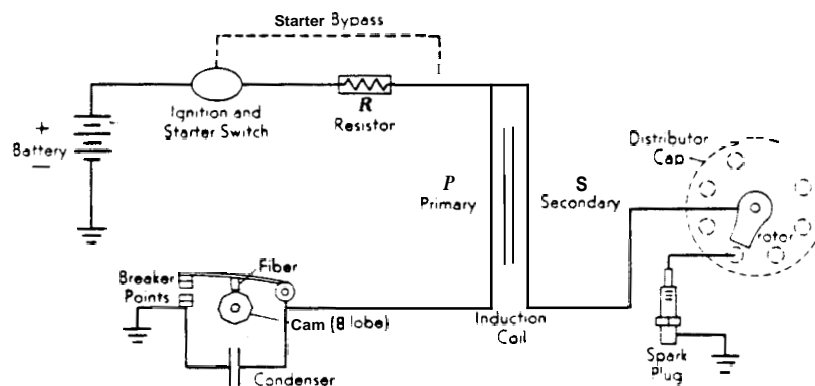 Starter Bypass
Ignition and
Starter Switch
R
Resistor
+
Battery
—
P
Primary
S
Secondary
Distributor
Cap
rotor
Breaker
Points
Fiber
Cam (8 lobe)
Condenser
Induction
Coil
Spark
Plug